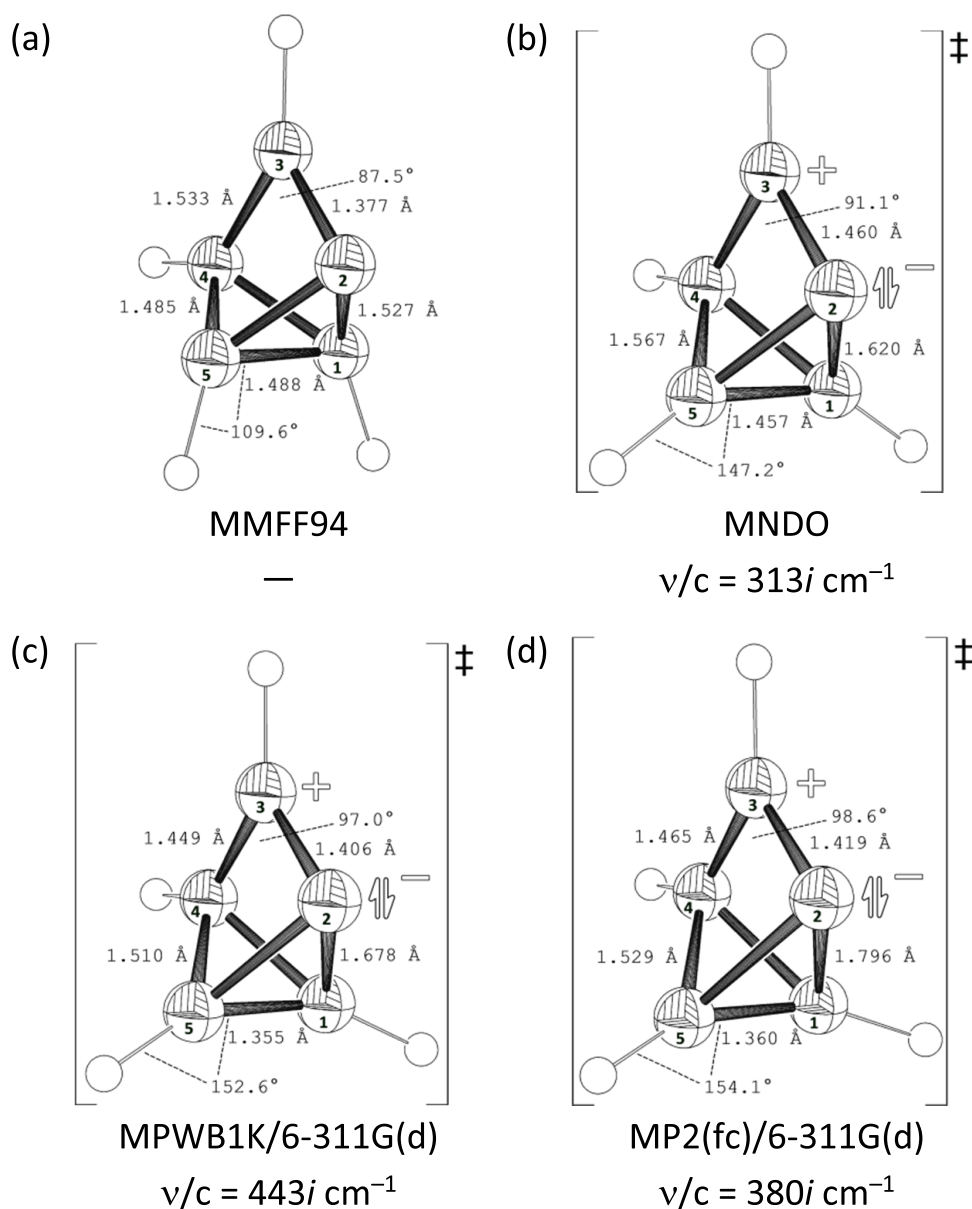 (a)
3
87.5°
1.533 Å
1.377 Å
4
2
1.485 Å
1.527 Å
5
1
1.488 Å
109.6°
MMFF94
—
(b)
‡
3
+
91.1°
1.460 Å
4
2
⥮ −
1.567 Å
1.620 Å
5
1
1.457 Å
147.2°
MNDO
ν/c = 313i cm⁻¹
(c)
‡
3
+
97.0°
1.449 Å
1.406 Å
4
2
⥮ −
1.510 Å
1.678 Å
5
1
1.355 Å
152.6°
MPWB1K/6-311G(d)
ν/c = 443i cm⁻¹
(d)
‡
3
+
98.6°
1.465 Å
1.419 Å
4
2
⥮ −
1.529 Å
1.796 Å
5
1
1.360 Å
154.1°
MP2(fc)/6-311G(d)
ν/c = 380i cm⁻¹